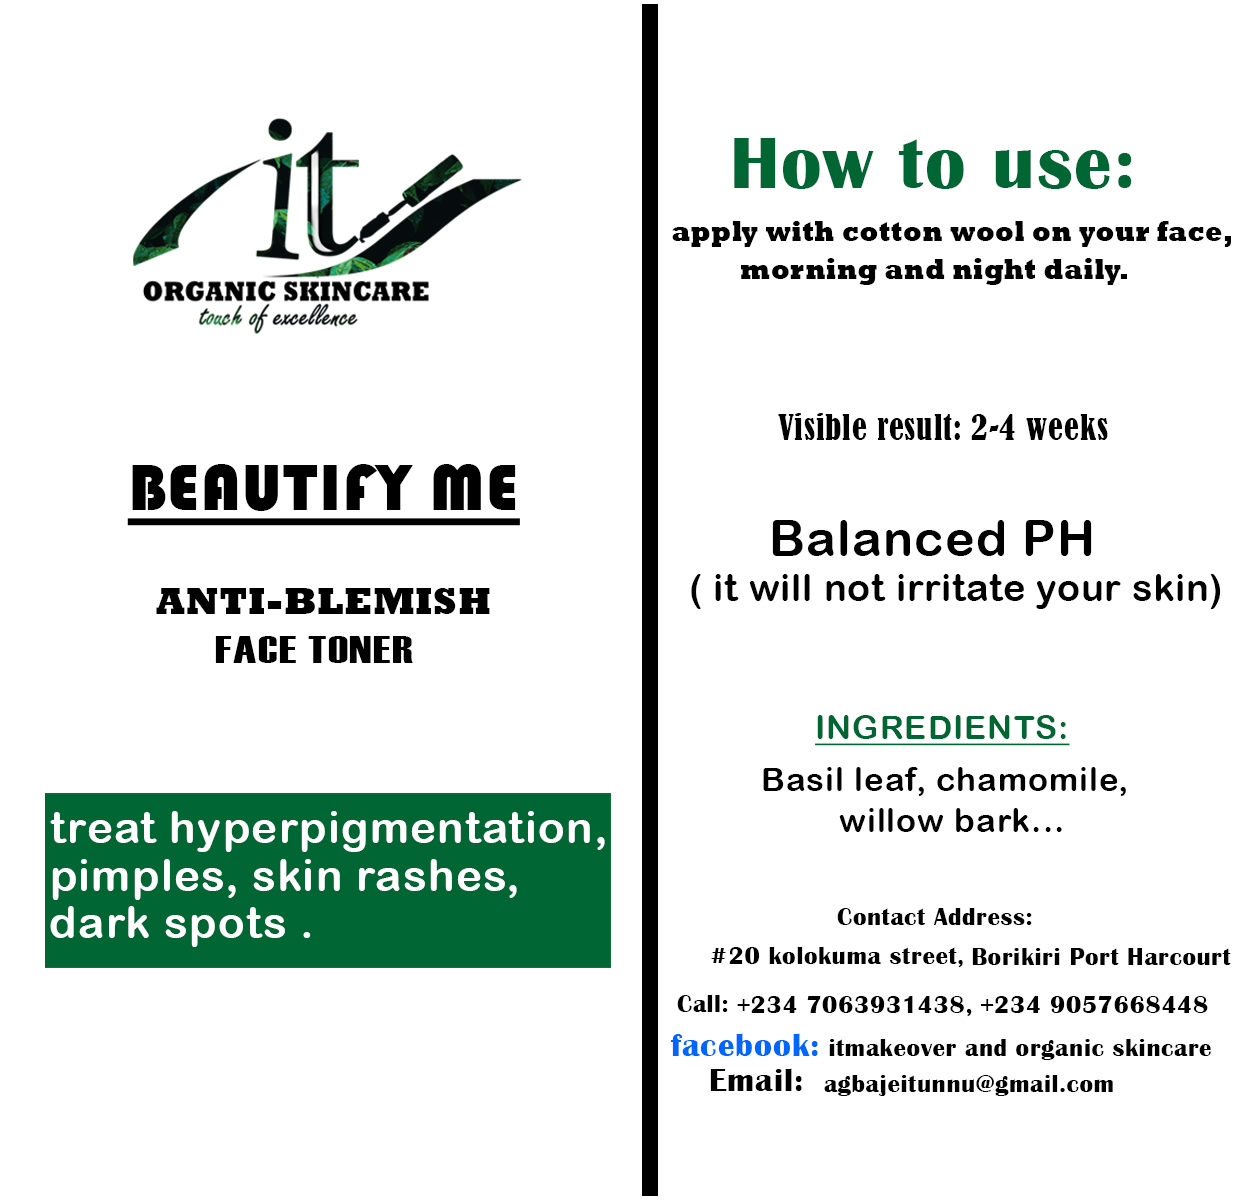 it
ORGANIC SKINCARE
touch of excellence
BEAUTIFY ME
ANTI-BLEMISH
FACE TONER
treat hyperpigmentation,
pimples, skin rashes,
dark spots .
How to use:
apply with cotton wool on your face,
morning and night daily.
Visible result: 2-4 weeks
Balanced PH
( it will not irritate your skin)
INGREDIENTS:
Basil leaf, chamomile,
willow bark...
Contact Address:
#20 kolokuma street, Borikiri Port Harcourt
Call: +234 7063931438, +234 9057668448
facebook: itmakeover and organic skincare
Email: agbajeitunnu@gmail.com